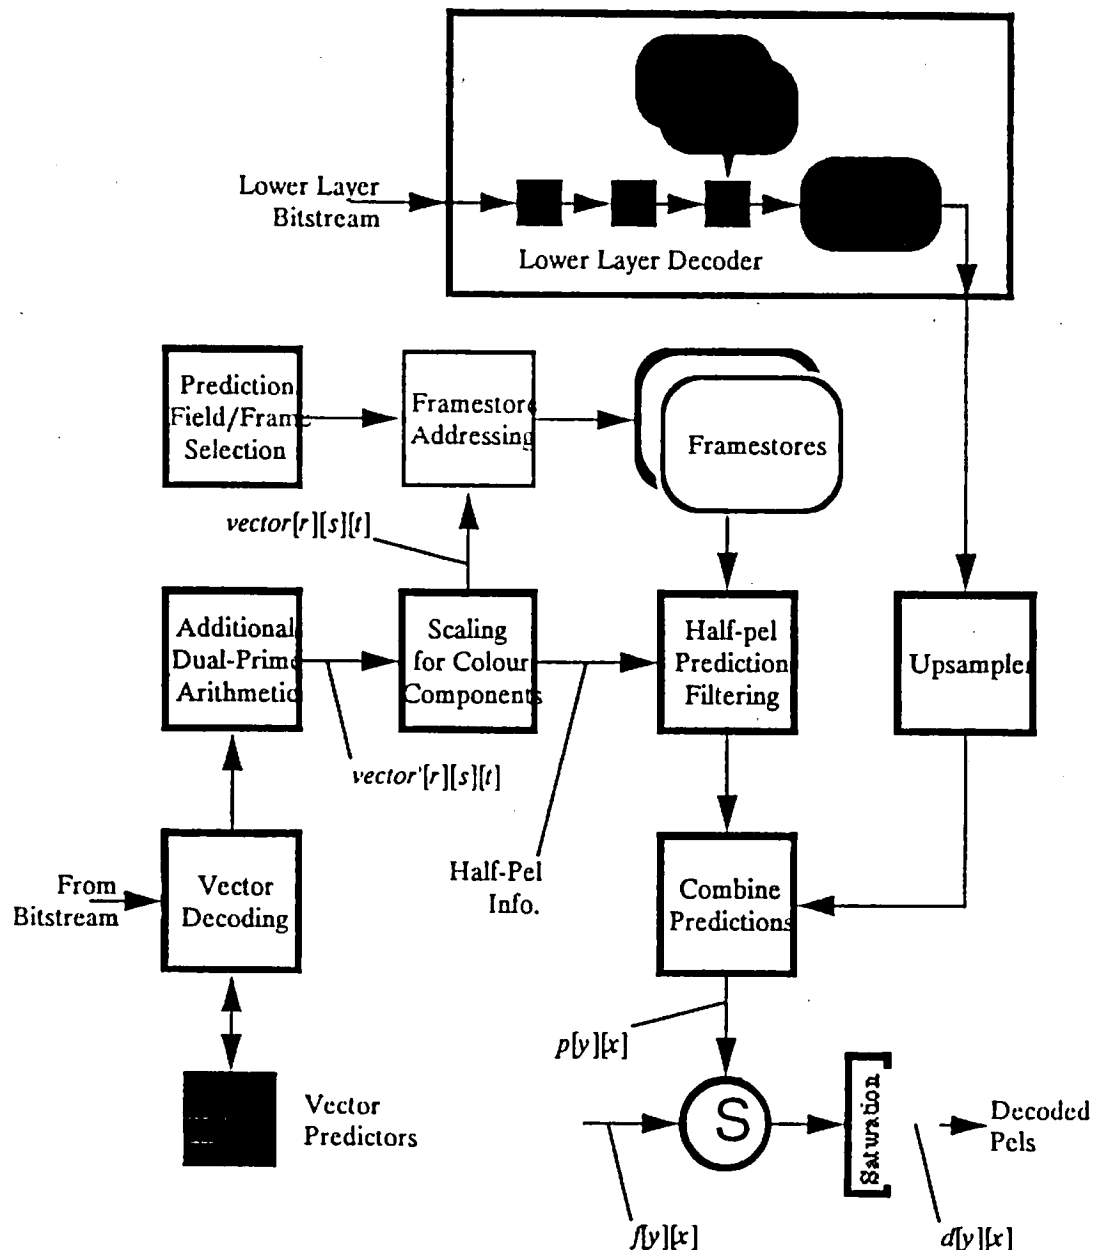 Lower Layer
Bitstream
Lower Layer Decoder
Prediction
Field/Frame
Selection
Framestore
Addressing
Framestores
vector[r][s][t]
Additional
Dual-Prime
Arithmetic
Scaling
for Colour
Components
Half-pel
Prediction
Filtering
Upsampler
vector'[r][s][t]
From
Bitstream
Vector
Decoding
Half-Pel
Info.
Combine
Predictions
p[y][x]
Vector
Predictors
S
Saturation
Decoded
Pels
f[y][x]
d[y][x]